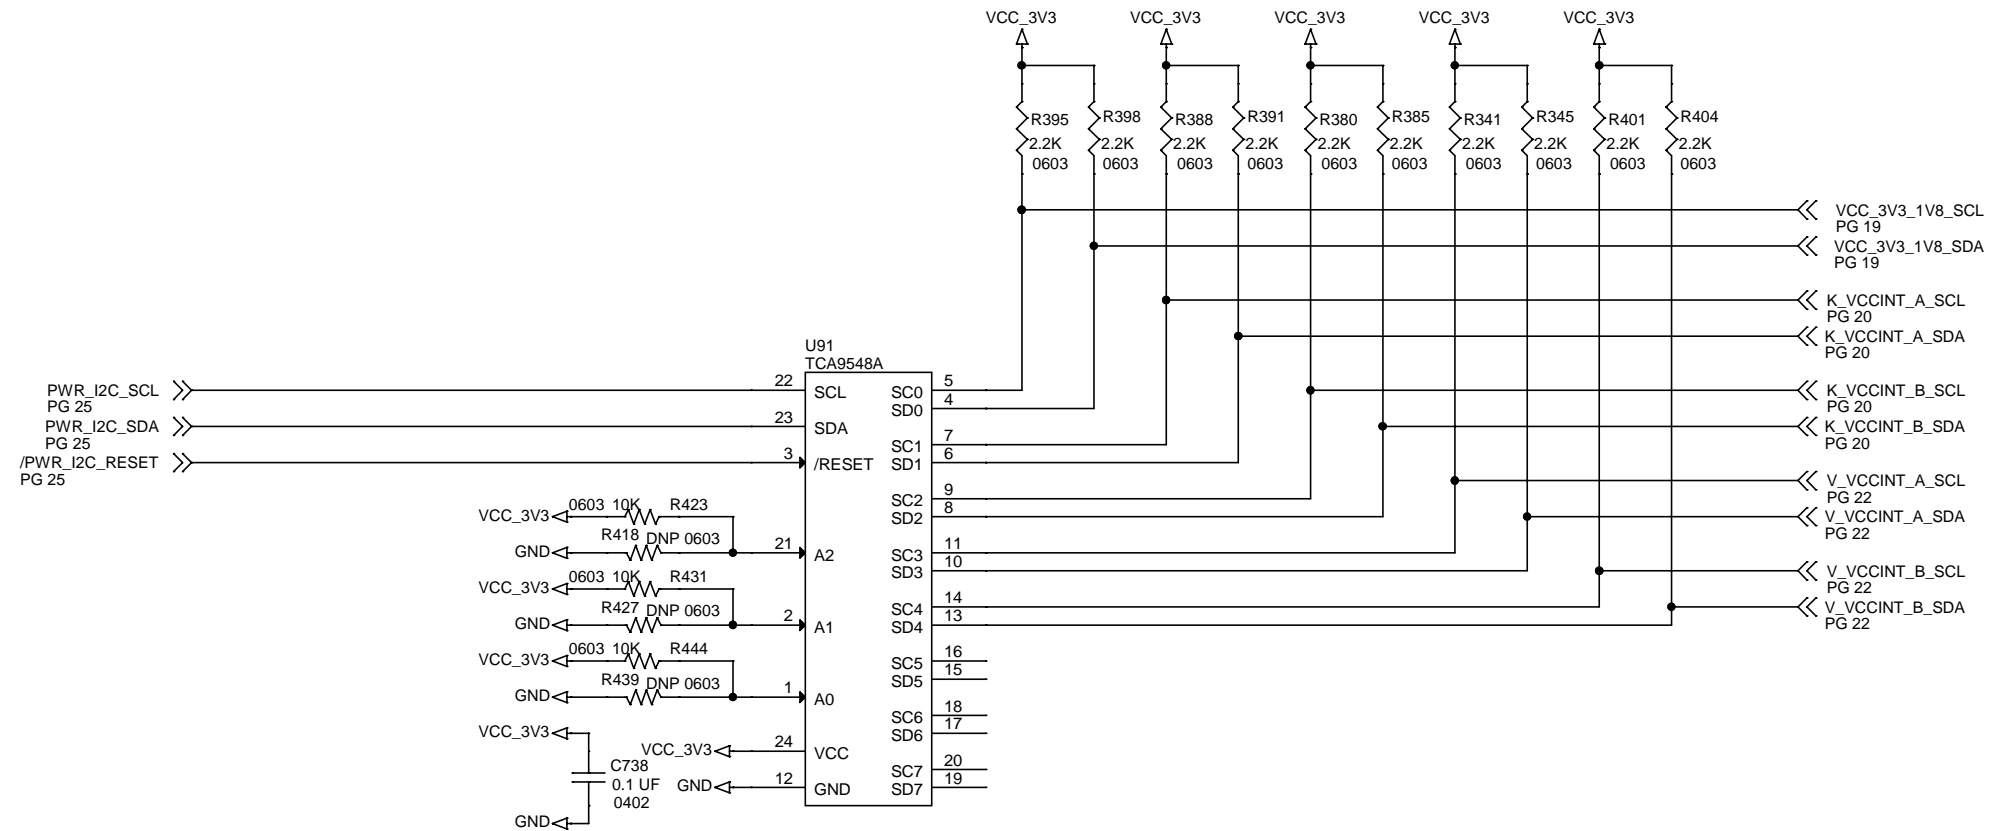 VCC_3V3 VCC_3V3 VCC_3V3 VCC_3V3 VCC_3V3
R395 R398 R388 R391 R380 R385 R341 R345 R401 R404
2.2K 2.2K 2.2K 2.2K 2.2K 2.2K 2.2K 2.2K 2.2K 2.2K
0603 0603 0603 0603 0603 0603 0603 0603 0603 0603
VCC_3V3_1V8_SCL
PG 19
VCC_3V3_1V8_SDA
PG 19
K_VCCINT_A_SCL
PG 20
K_VCCINT_A_SDA
PG 20
K_VCCINT_B_SCL
PG 20
K_VCCINT_B_SDA
PG 20
V_VCCINT_A_SCL
PG 22
V_VCCINT_A_SDA
PG 22
V_VCCINT_B_SCL
PG 22
V_VCCINT_B_SDA
PG 22
U91
TCA9548A
PWR_I2C_SCL
PG 25
PWR_I2C_SDA
PG 25
/PWR_I2C_RESET
PG 25
22 SCL SC0 5
SD0 4
23 SDA
SC1 7
3 /RESET SD1 6
SC2 9
SD2 8
VCC_3V3 0603 10K R423
GND R418 DNP 0603 21 A2
SC3 11
SD3 10
VCC_3V3 0603 10K R431
GND R427 DNP 0603 2 A1
SC4 14
SD4 13
VCC_3V3 0603 10K R444
GND R439 DNP 0603 1 A0
SC5 16
SD5 15
SC6 18
SD6 17
VCC_3V3
VCC_3V3 24 VCC
C738
0.1 UF
0402
GND 12 GND
SC7 20
SD7 19
GND